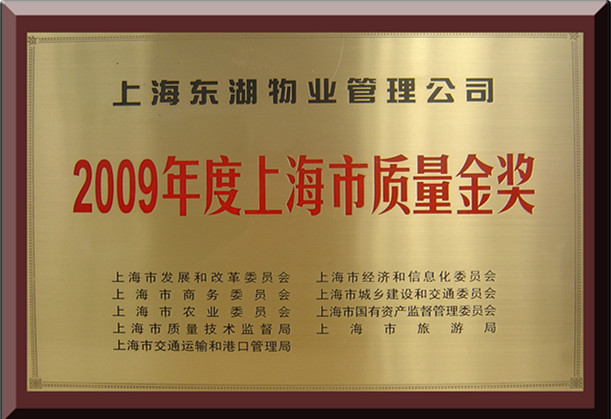 上海东湖物业管理公司
2009年度上海市质量金奖
上海市发展和改革委员会
上海市商务委员会
上海市农业委员会
上海市质量技术监督局
上海市交通运输和港口管理局
上海市经济和信息化委员会
上海市城乡建设和交通委员会
上海市国有资产监督管理委员会
上海市旅游局